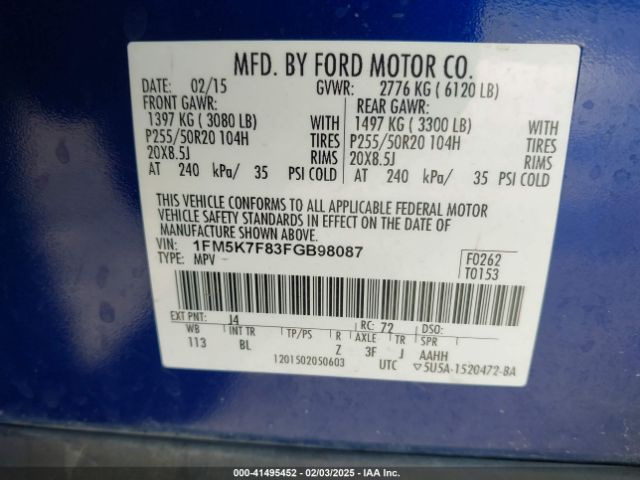 MFD. BY FORD MOTOR CO.
DATE: 02/15 GVWR: 2776 KG ( 6120 LB)
FRONT GAWR: REAR GAWR:
1397 KG ( 3080 LB) WITH 1497 KG ( 3300 LB) WITH
P255/50R20 104H TIRES P255/50R20 104H TIRES
20X8.5J RIMS 20X8.5J RIMS
AT 240 kPa/ 35 PSI COLD AT 240 kPa/ 35 PSI COLD
THIS VEHICLE CONFORMS TO ALL APPLICABLE FEDERAL MOTOR
VEHICLE SAFETY STANDARDS IN EFFECT ON THE DATE OF
MANUFACTURE SHOWN ABOVE.
VIN: 1FM5K7F83FGB98087 F0262
TYPE: MPV T0153
EXT PNT: J4 RC: 72 DSO:
WB INT TR TP/PS R AXLE TR SPR
113 BL Z 3F J AAHH
1201502050603 UTC ▽5U5A-1520472-BA
000-41495452 - 02/03/2025 - IAA Inc.